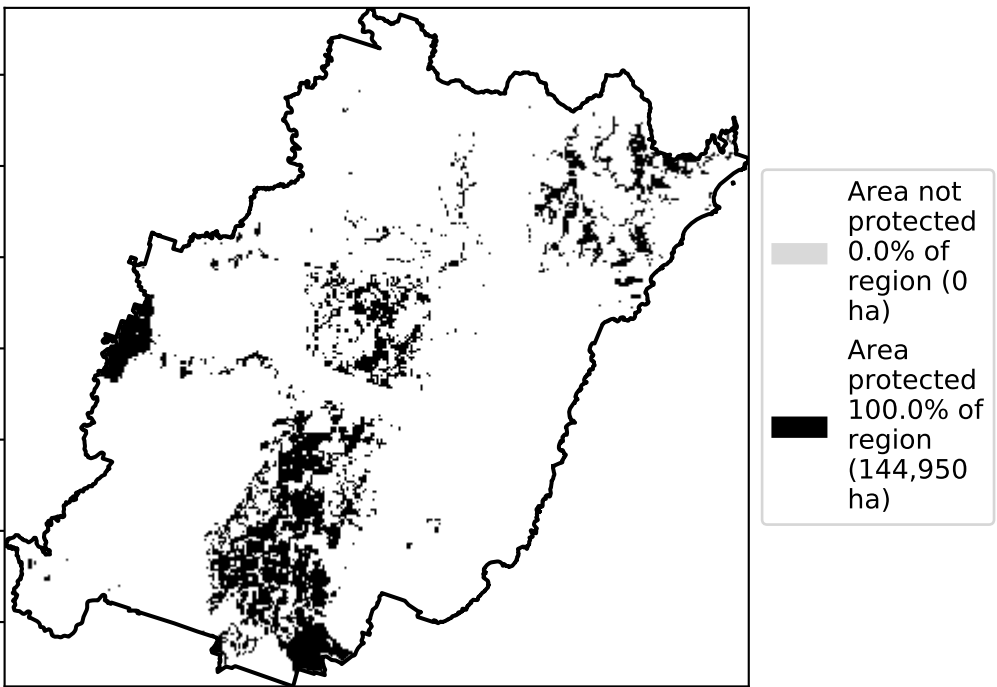 Area not
protected
0.0% of
region (0
ha)
Area
protected
100.0% of
region
(144,950
ha)